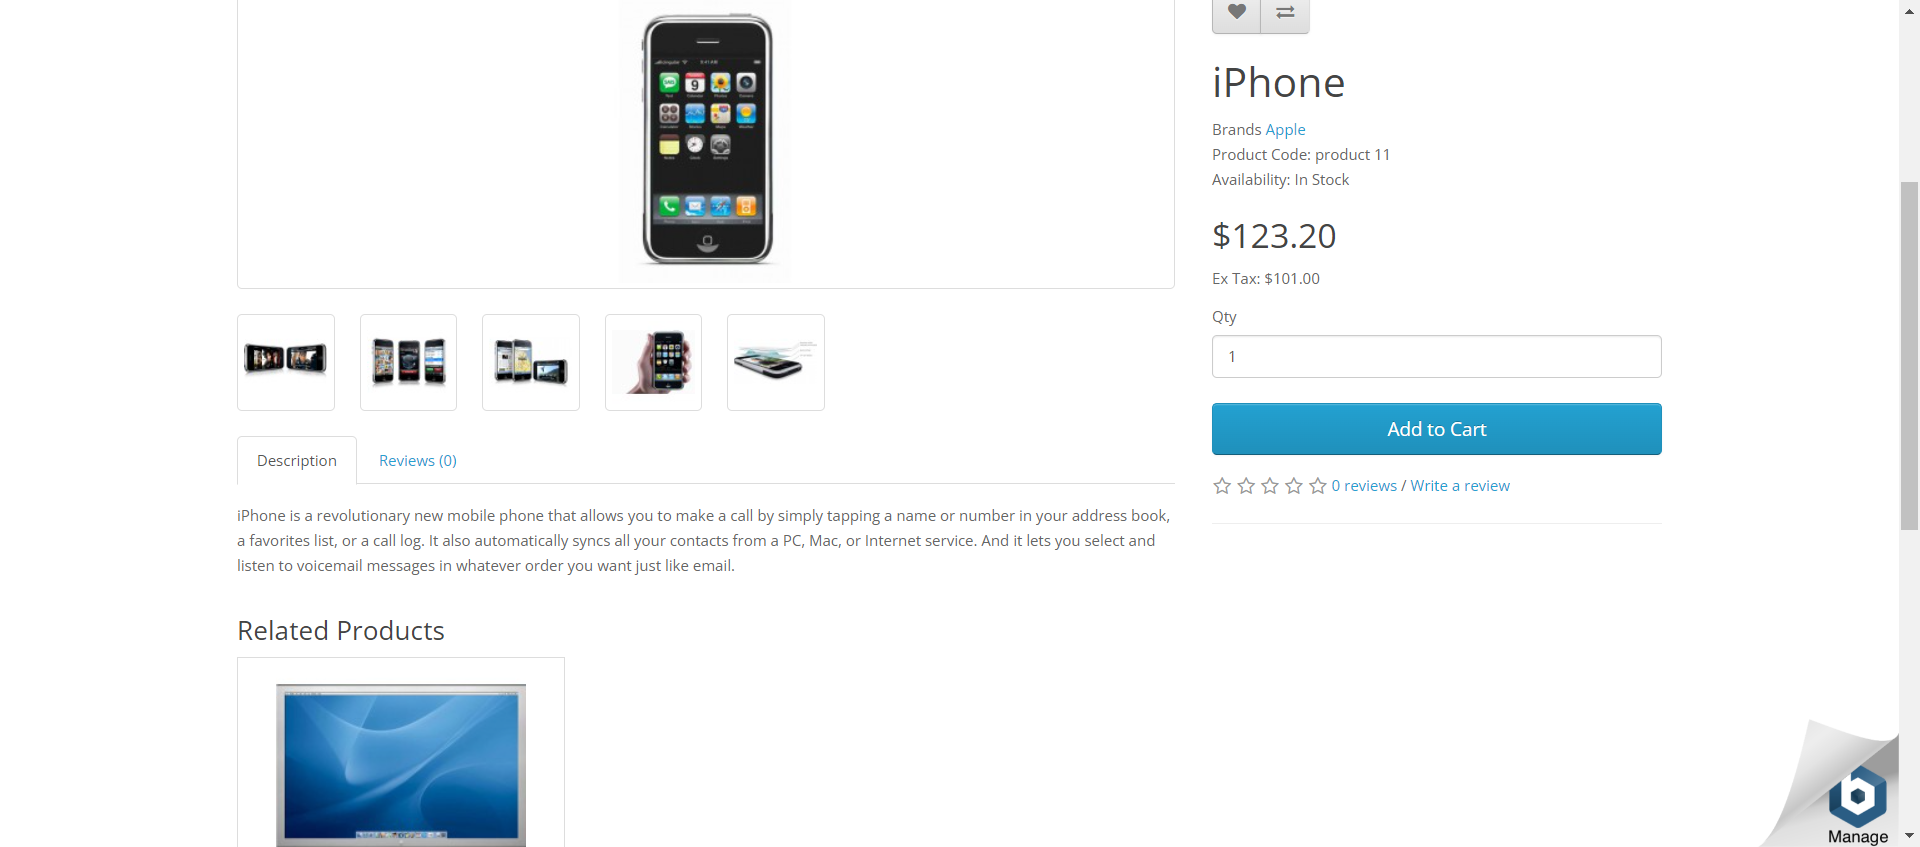 iPhone
Brands Apple
Product Code: product 11
Availability: In Stock
$123.20
Ex Tax: $101.00
Qty
1
Add to Cart
0 reviews / Write a review
Description
Reviews (0)
iPhone is a revolutionary new mobile phone that allows you to make a call by simply tapping a name or number in your address book,
a favorites list, or a call log. It also automatically syncs all your contacts from a PC, Mac, or Internet service. And it lets you select and
listen to voicemail messages in whatever order you want just like email.
Related Products
b
Manage